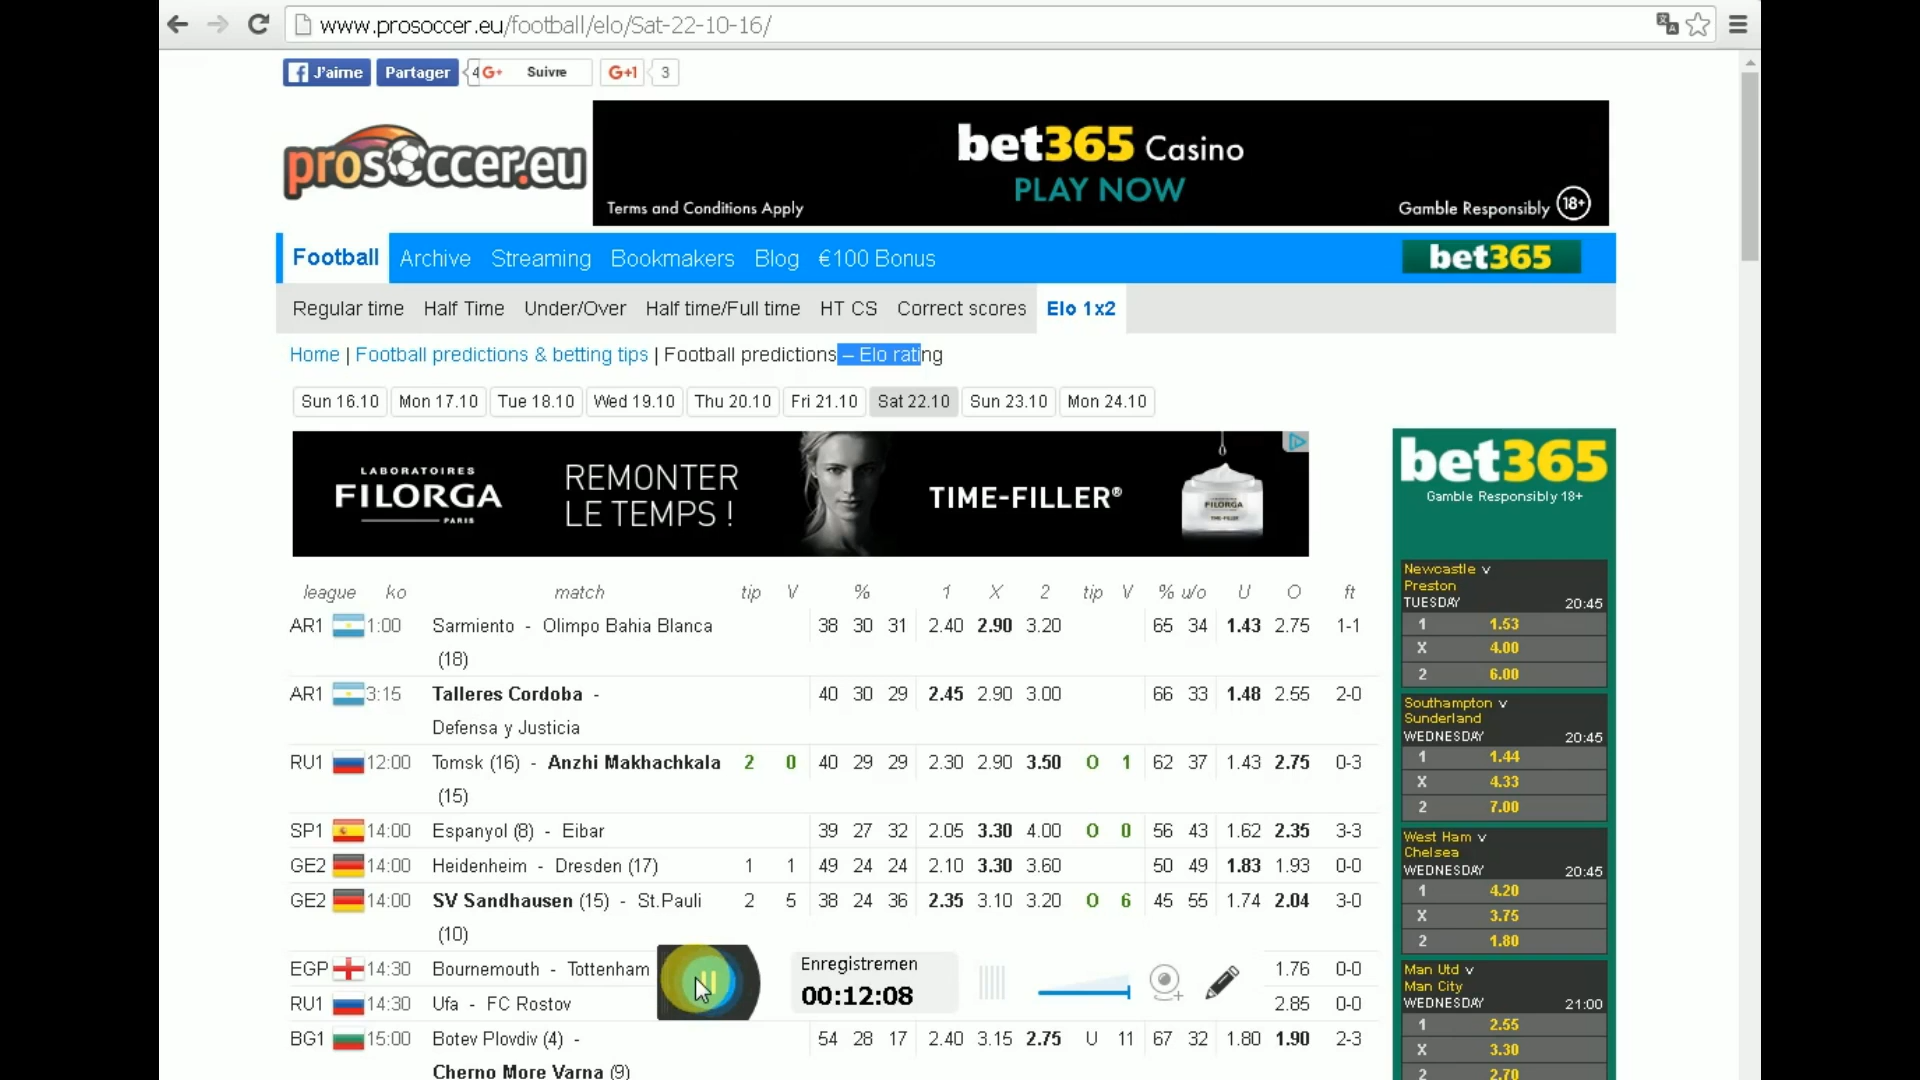 www.prosoccer.eu/football/elo/Sat-22-10-16/
J'aime Partager 4 G+ Suivre G+1 3
prosoccer.eu
bet365 Casino
PLAY NOW
Terms and Conditions Apply
Gamble Responsibly 18+
Football Archive Streaming Bookmakers Blog €100 Bonus bet365
Regular time Half Time Under/Over Half time/Full time HT CS Correct scores Elo 1x2
Home | Football predictions & betting tips | Football predictions – Elo rating
Sun 16.10 Mon 17.10 Tue 18.10 Wed 19.10 Thu 20.10 Fri 21.10 Sat 22.10 Sun 23.10 Mon 24.10
LABORATOIRES
FILORGA
PARIS
REMONTER
LE TEMPS !
TIME-FILLER®
FILORGA
TIME-FILLER
league ko match tip V % 1 X 2 tip V % u/o U O ft
AR1 1:00 Sarmiento - Olimpo Bahia Blanca 38 30 31 2.40 2.90 3.20 65 34 1.43 2.75 1-1
(18)
AR1 3:15 Talleres Cordoba - 40 30 29 2.45 2.90 3.00 66 33 1.48 2.55 2-0
Defensa y Justicia
RU1 12:00 Tomsk (16) - Anzhi Makhachkala 2 0 40 29 29 2.30 2.90 3.50 O 1 62 37 1.43 2.75 0-3
(15)
SP1 14:00 Espanyol (8) - Eibar 39 27 32 2.05 3.30 4.00 O 0 56 43 1.62 2.35 3-3
GE2 14:00 Heidenheim - Dresden (17) 1 1 49 24 24 2.10 3.30 3.60 50 49 1.83 1.93 0-0
GE2 14:00 SV Sandhausen (15) - St.Pauli 2 5 38 24 36 2.35 3.10 3.20 O 6 45 55 1.74 2.04 3-0
(10)
EGP 14:30 Bournemouth - Tottenham 1.76 0-0
RU1 14:30 Ufa - FC Rostov 2.85 0-0
BG1 15:00 Botev Plovdiv (4) - 54 28 17 2.40 3.15 2.75 U 11 67 32 1.80 1.90 2-3
Cherno More Varna (9)
Enregistremen
00:12:08
bet365
Gamble Responsibly 18+
Newcastle v
Preston
TUESDAY 20:45
1 1.53
X 4.00
2 6.00
Southampton v
Sunderland
WEDNESDAY 20:45
1 1.44
X 4.33
2 7.00
West Ham v
Chelsea
WEDNESDAY 20:45
1 4.20
X 3.75
2 1.80
Man Utd v
Man City
WEDNESDAY 21:00
1 2.55
X 3.30
2 2.70